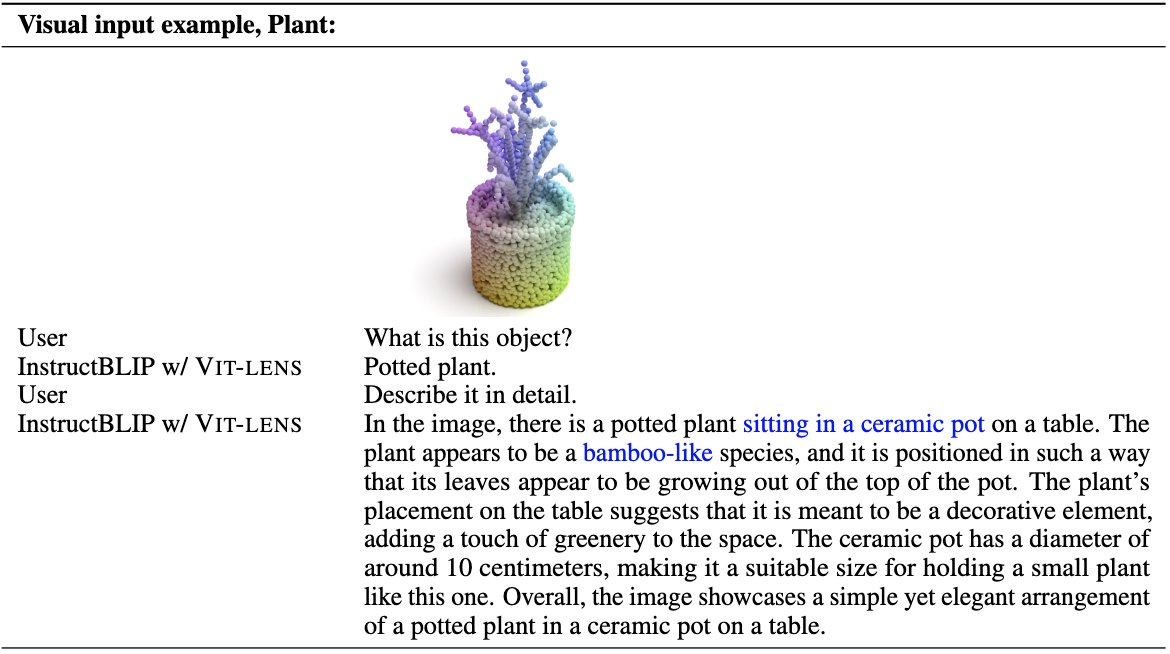 Visual input example, Plant:
User
What is this object?
InstructBLIP w/ VIT-LENS
Potted plant.
User
Describe it in detail.
InstructBLIP w/ VIT-LENS
In the image, there is a potted plant sitting in a ceramic pot on a table. The
plant appears to be a bamboo-like species, and it is positioned in such a way
that its leaves appear to be growing out of the top of the pot. The plant's
placement on the table suggests that it is meant to be a decorative element,
adding a touch of greenery to the space. The ceramic pot has a diameter of
around 10 centimeters, making it a suitable size for holding a small plant
like this one. Overall, the image showcases a simple yet elegant arrangement
of a potted plant in a ceramic pot on a table.